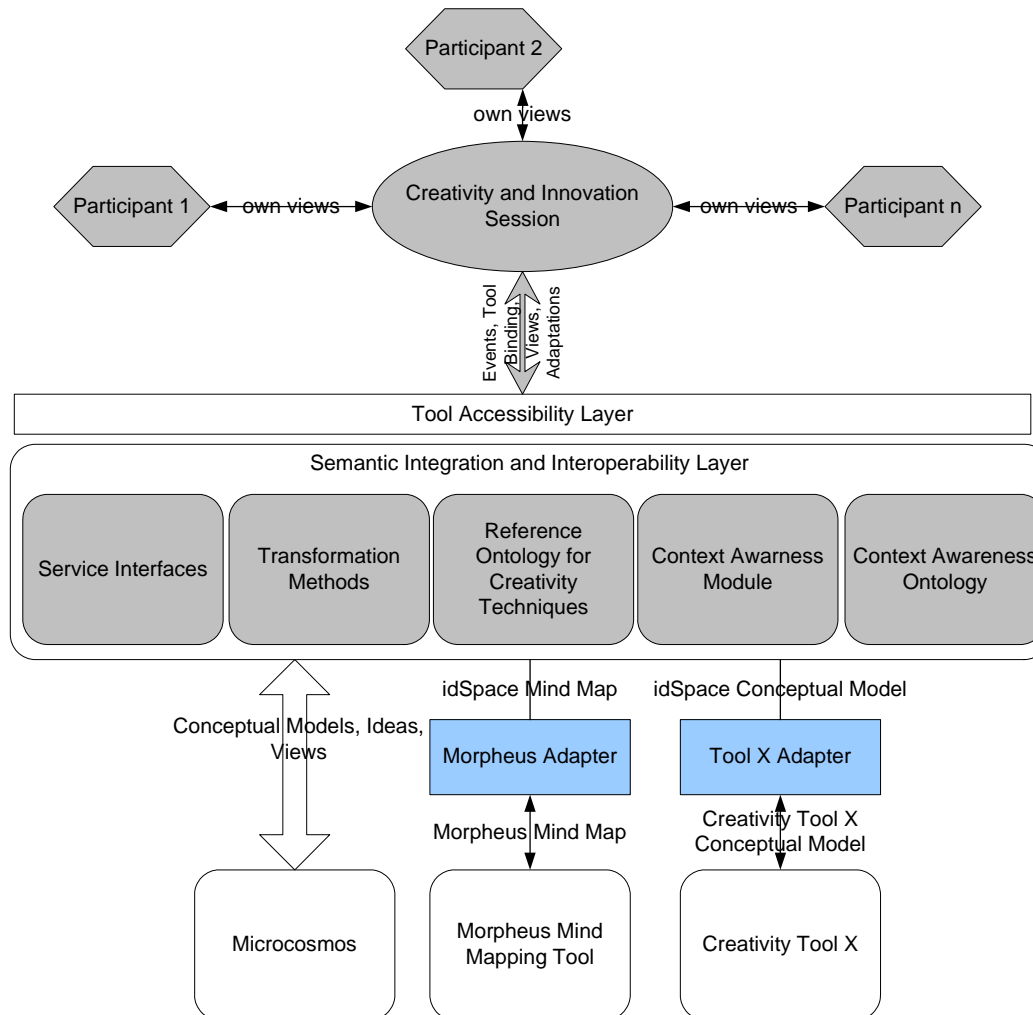 Participant 2
own views
Participant 1
own views
Creativity and Innovation
Session
own views
Participant n
Events, Tool
Binding,
Views,
Adaptations
Tool Accessibility Layer
Semantic Integration and Interoperability Layer
Service Interfaces
Transformation
Methods
Reference
Ontology for
Creativity
Techniques
Context Awarness
Module
Context Awareness
Ontology
idSpace Mind Map
idSpace Conceptual Model
Conceptual Models, Ideas,
Views
Morpheus Adapter
Tool X Adapter
Morpheus Mind Map
Creativity Tool X
Conceptual Model
Microcosmos
Morpheus Mind
Mapping Tool
Creativity Tool X